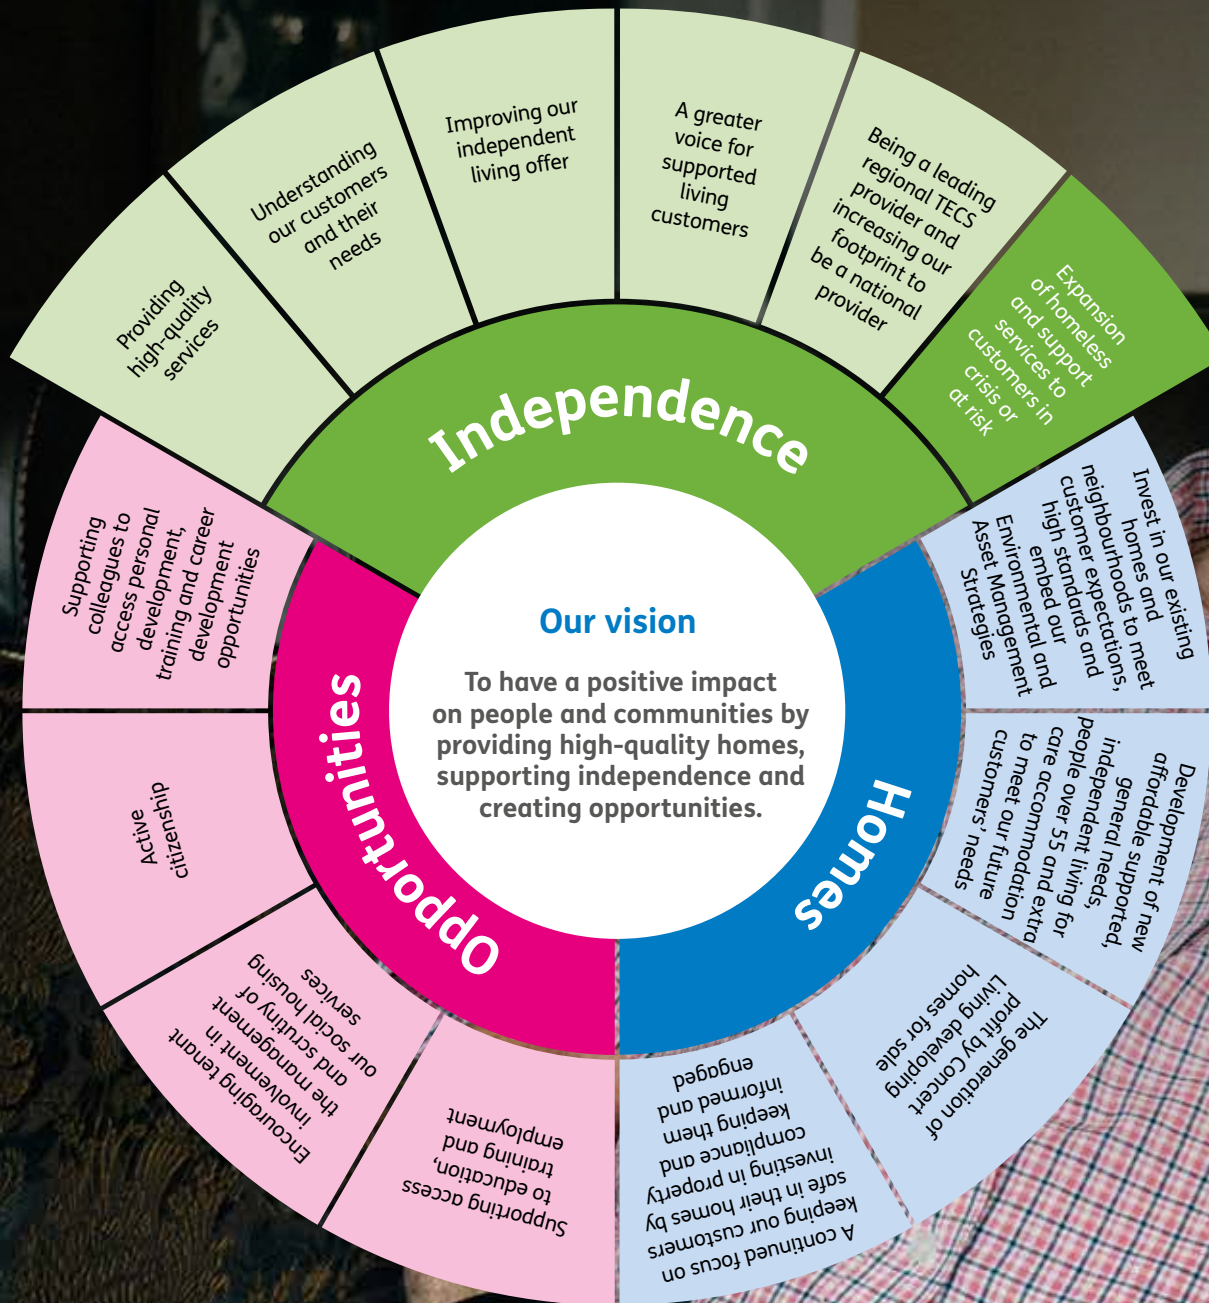 Our vision
To have a positive impact
on people and communities by
providing high-quality homes,
supporting independence and
creating opportunities.
Independence
Providing
high-quality
services
Understanding
our customers
and their
needs
Improving our
independent
living offer
A greater
voice for
supported
living
customers
Being a leading
regional TECS
provider and
increasing our
footprint to
be a national
provider
Expansion
of homeless
and support
services to
customers in
crisis or
at risk
Homes
Invest in our existing
homes and
neighbourhoods to meet
customer expectations,
high standards and
embed our
Environmental and
Asset Management
Strategies
Development of new
affordable supported,
general needs,
independent living for
people over 55 and extra
care accommodation
to meet our future
customers' needs
The generation of
profit by Concert
Living developing
homes for sale
A continued focus on
keeping our customers
safe in their homes by
investing in property
compliance and
keeping them
informed and
engaged
Opportunities
Supporting access
to education,
training and
employment
Encouraging tenant
involvement in
the management
and scrutiny of
our social housing
services
Active
citizenship
Supporting
colleagues to
access personal
development,
training and career
development
opportunities